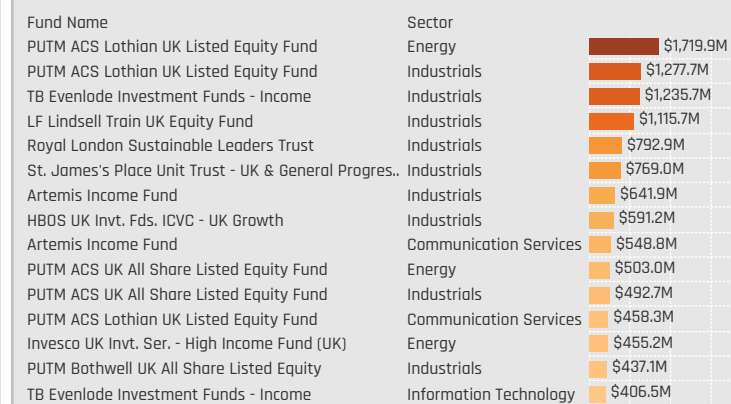 Fund Name Sector
PUTM ACS Lothian UK Listed Equity Fund Energy $1,719.9M
PUTM ACS Lothian UK Listed Equity Fund Industrials $1,277.7M
TB Evenlode Investment Funds - Income Industrials $1,235.7M
LF Lindsell Train UK Equity Fund Industrials $1,115.7M
Royal London Sustainable Leaders Trust Industrials $792.9M
St. James's Place Unit Trust - UK & General Progres.. Industrials $769.0M
Artemis Income Fund Industrials $641.9M
HBOS UK Invt. Fds. ICVC - UK Growth Industrials $591.2M
Artemis Income Fund Communication Services $548.8M
PUTM ACS UK All Share Listed Equity Fund Energy $503.0M
PUTM ACS UK All Share Listed Equity Fund Industrials $492.7M
PUTM ACS Lothian UK Listed Equity Fund Communication Services $458.3M
Invesco UK Invt. Ser. - High Income Fund (UK) Energy $455.2M
PUTM Bothwell UK All Share Listed Equity Industrials $437.1M
TB Evenlode Investment Funds - Income Information Technology $406.5M